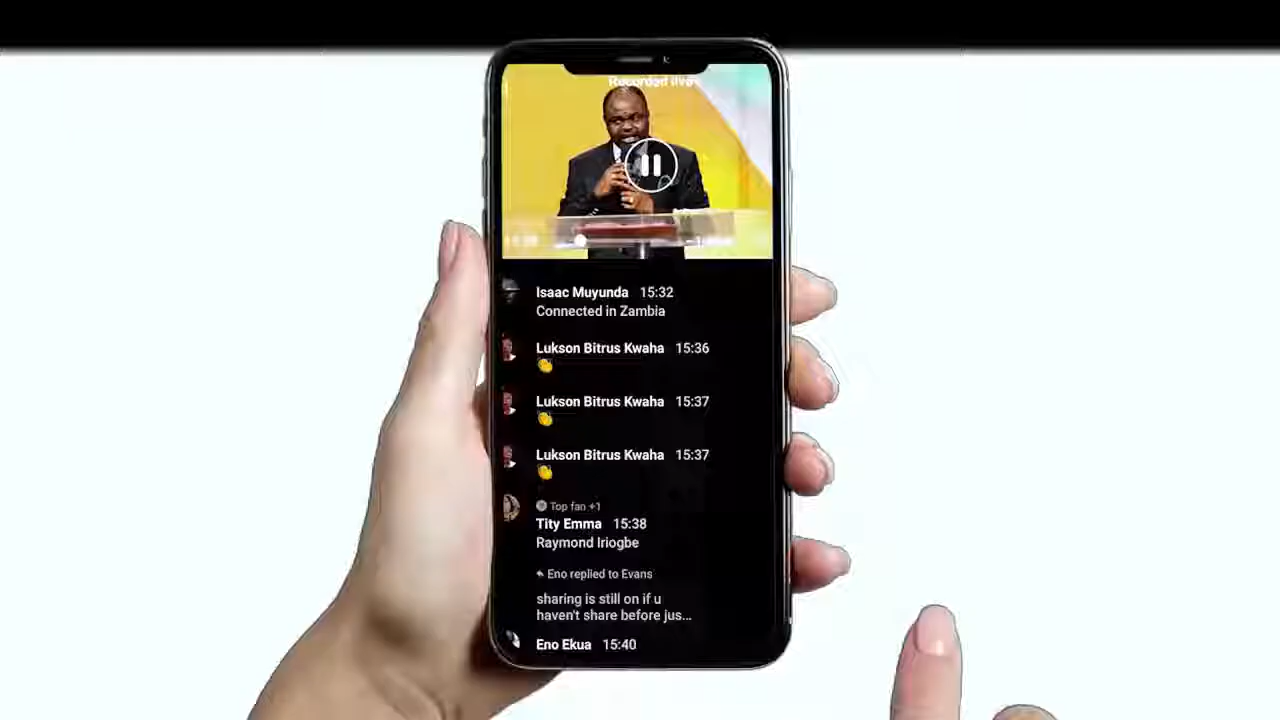 Recorded live
Isaac Muyunda 15:32
Connected in Zambia
Lukson Bitrus Kwaha 15:36
Lukson Bitrus Kwaha 15:37
Lukson Bitrus Kwaha 15:37
Top fan +1
Tity Emma 15:38
Raymond Iriogbe
Eno replied to Evans
sharing is still on if u
haven't share before jus...
Eno Ekua 15:40